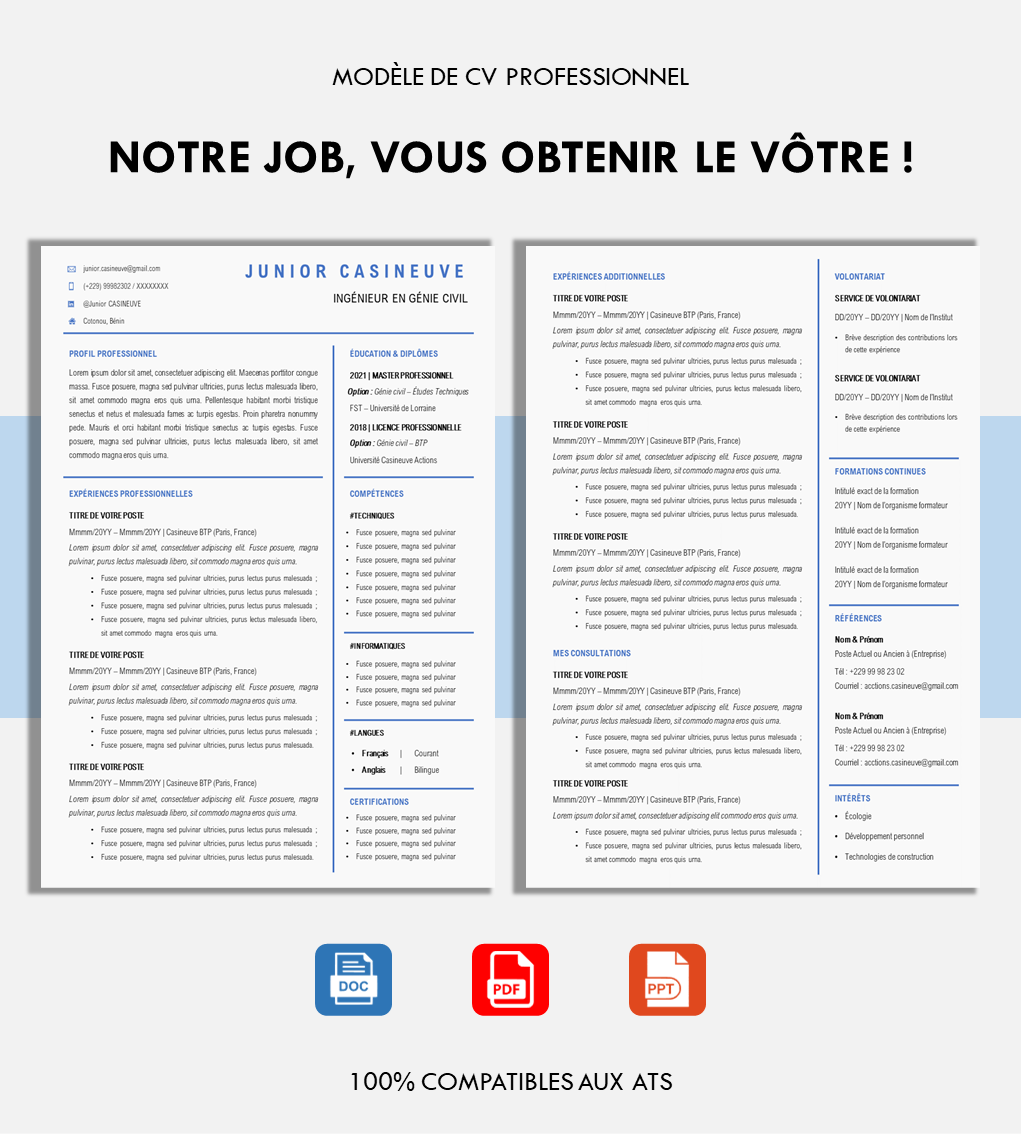 MODÈLE DE CV PROFESSIONNEL
NOTRE JOB, VOUS OBTENIR LE VÔTRE !
junior.casineuve@gmail.com
(+229) 99982302 / XXXXXXXX
@Junior CASINEUVE
Cotonou, Bénin
JUNIOR CASINEUVE
INGÉNIEUR EN GÉNIE CIVIL
PROFIL PROFESSIONNEL
Lorem ipsum dolor sit amet, consectetuer adipiscing elit. Maecenas porttitor congue
massa. Fusce posuere, magna sed pulvinar ultricies, purus lectus malesuada libero,
sit amet commodo magna eros quis urna. Pellentesque habitant morbi tristique
senectus et netus et malesuada fames ac turpis egestas. Proin pharetra nonummy
pede. Mauris et orci habitant morbi tristique senectus ac turpis egestas. Fusce
posuere, magna sed pulvinar ultricies, purus lectus malesuada libero, sit amet
commodo magna eros quis urna.
EXPÉRIENCES PROFESSIONNELLES
TITRE DE VOTRE POSTE
Mmmm/20YY – Mmmm/20YY | Casineuve BTP (Paris, France)
Lorem ipsum dolor sit amet, consectetuer adipiscing elit. Fusce posuere, magna
pulvinar, purus lectus malesuada libero, sit commodo magna eros quis urna.
• Fusce posuere, magna sed pulvinar ultricies, purus lectus purus malesuada ;
• Fusce posuere, magna sed pulvinar ultricies, purus lectus purus malesuada ;
• Fusce posuere, magna sed pulvinar ultricies, purus lectus purus malesuada ;
• Fusce posuere, magna sed pulvinar ultricies, purus lectus malesuada libero,
sit amet commodo magna eros quis urna.
TITRE DE VOTRE POSTE
Mmmm/20YY – Mmmm/20YY | Casineuve BTP (Paris, France)
Lorem ipsum dolor sit amet, consectetuer adipiscing elit. Fusce posuere, magna
pulvinar, purus lectus malesuada libero, sit commodo magna eros quis urna.
• Fusce posuere, magna sed pulvinar ultricies, purus lectus purus malesuada ;
• Fusce posuere, magna sed pulvinar ultricies, purus lectus purus malesuada ;
• Fusce posuere, magna sed pulvinar ultricies, purus lectus purus malesuada.
TITRE DE VOTRE POSTE
Mmmm/20YY – Mmmm/20YY | Casineuve BTP (Paris, France)
Lorem ipsum dolor sit amet, consectetuer adipiscing elit. Fusce posuere, magna
pulvinar, purus lectus malesuada libero, sit commodo magna eros quis urna.
• Fusce posuere, magna sed pulvinar ultricies, purus lectus purus malesuada ;
• Fusce posuere, magna sed pulvinar ultricies, purus lectus purus malesuada ;
• Fusce posuere, magna sed pulvinar ultricies, purus lectus purus malesuada.
ÉDUCATION & DIPLÔMES
2021 | MASTER PROFESSIONNEL
Option : Génie civil – Études Techniques
FST – Université de Lorraine
2018 | LICENCE PROFESSIONNELLE
Option : Génie civil – BTP
Université Casineuve Actions
COMPÉTENCES
#TECHNIQUES
• Fusce posuere, magna sed pulvinar
• Fusce posuere, magna sed pulvinar
• Fusce posuere, magna sed pulvinar
• Fusce posuere, magna sed pulvinar
• Fusce posuere, magna sed pulvinar
• Fusce posuere, magna sed pulvinar
• Fusce posuere, magna sed pulvinar
#INFORMATIQUES
• Fusce posuere, magna sed pulvinar
• Fusce posuere, magna sed pulvinar
• Fusce posuere, magna sed pulvinar
• Fusce posuere, magna sed pulvinar
#LANGUES
• Français | Courant
• Anglais | Bilingue
CERTIFICATIONS
• Fusce posuere, magna sed pulvinar
• Fusce posuere, magna sed pulvinar
• Fusce posuere, magna sed pulvinar
• Fusce posuere, magna sed pulvinar
EXPÉRIENCES ADDITIONNELLES
TITRE DE VOTRE POSTE
Mmmm/20YY – Mmmm/20YY | Casineuve BTP (Paris, France)
Lorem ipsum dolor sit amet, consectetuer adipiscing elit. Fusce posuere, magna
pulvinar, purus lectus malesuada libero, sit commodo magna eros quis urna.
• Fusce posuere, magna sed pulvinar ultricies, purus lectus purus malesuada ;
• Fusce posuere, magna sed pulvinar ultricies, purus lectus purus malesuada ;
• Fusce posuere, magna sed pulvinar ultricies, purus lectus malesuada libero,
sit amet commodo magna eros quis urna.
TITRE DE VOTRE POSTE
Mmmm/20YY – Mmmm/20YY | Casineuve BTP (Paris, France)
Lorem ipsum dolor sit amet, consectetuer adipiscing elit. Fusce posuere, magna
pulvinar, purus lectus malesuada libero, sit commodo magna eros quis urna.
• Fusce posuere, magna sed pulvinar ultricies, purus lectus purus malesuada ;
• Fusce posuere, magna sed pulvinar ultricies, purus lectus purus malesuada ;
• Fusce posuere, magna sed pulvinar ultricies, purus lectus purus malesuada.
TITRE DE VOTRE POSTE
Mmmm/20YY – Mmmm/20YY | Casineuve BTP (Paris, France)
Lorem ipsum dolor sit amet, consectetuer adipiscing elit. Fusce posuere, magna
pulvinar, purus lectus malesuada libero, sit commodo magna eros quis urna.
• Fusce posuere, magna sed pulvinar ultricies, purus lectus purus malesuada ;
• Fusce posuere, magna sed pulvinar ultricies, purus lectus purus malesuada ;
• Fusce posuere, magna sed pulvinar ultricies, purus lectus purus malesuada.
MES CONSULTATIONS
TITRE DE VOTRE POSTE
Mmmm/20YY – Mmmm/20YY | Casineuve BTP (Paris, France)
Lorem ipsum dolor sit amet, consectetuer adipiscing elit. Fusce posuere, magna
pulvinar, purus lectus malesuada libero, sit commodo magna eros quis urna.
• Fusce posuere, magna sed pulvinar ultricies, purus lectus purus malesuada ;
• Fusce posuere, magna sed pulvinar ultricies, purus lectus malesuada libero,
sit amet commodo magna eros quis urna.
TITRE DE VOTRE POSTE
Mmmm/20YY – Mmmm/20YY | Casineuve BTP (Paris, France)
Lorem ipsum dolor sit amet, consectetuer adipiscing elit commodo magna eros quis urna.
• Fusce posuere, magna sed pulvinar ultricies, purus lectus purus malesuada ;
• Fusce posuere, magna sed pulvinar ultricies, purus lectus malesuada libero,
sit amet commodo magna eros quis urna.
VOLONTARIAT
SERVICE DE VOLONTARIAT
DD/20YY – DD/20YY | Nom de l'Institut
• Brève description des contributions lors
de cette expérience
SERVICE DE VOLONTARIAT
DD/20YY – DD/20YY | Nom de l'Institut
• Brève description des contributions lors
de cette expérience
FORMATIONS CONTINUES
Intitulé exact de la formation
20YY | Nom de l'organisme formateur
Intitulé exact de la formation
20YY | Nom de l'organisme formateur
Intitulé exact de la formation
20YY | Nom de l'organisme formateur
RÉFÉRENCES
Nom & Prénom
Poste Actuel ou Ancien à (Entreprise)
Tél : +229 99 98 23 02
Courriel : acctions.casineuve@gmail.com
Nom & Prénom
Poste Actuel ou Ancien à (Entreprise)
Tél : +229 99 98 23 02
Courriel : acctions.casineuve@gmail.com
INTÉRÊTS
• Écologie
• Développement personnel
• Technologies de construction
DOC
PDF
PPT
100% COMPATIBLES AUX ATS